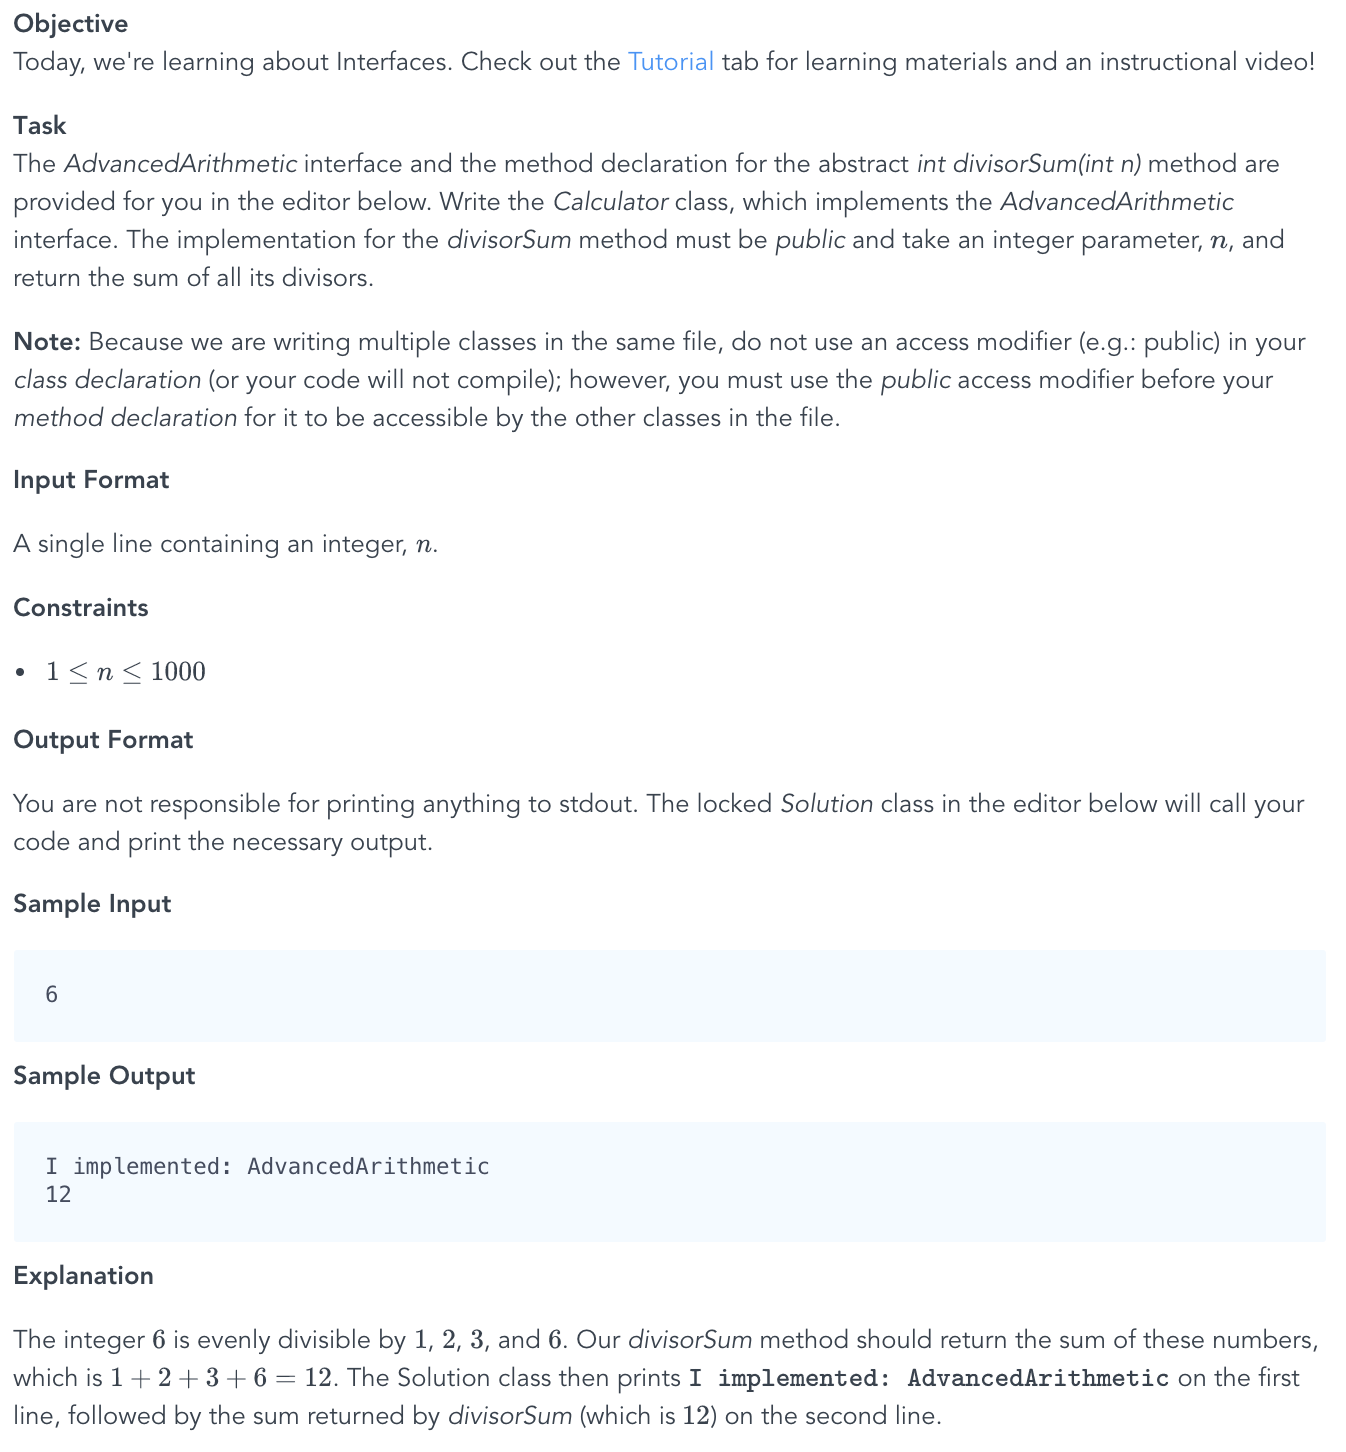 Objective
Today, we're learning about Interfaces. Check out the Tutorial tab for learning materials and an instructional video!
Task
The AdvancedArithmetic interface and the method declaration for the abstract int divisorSum(int n) method are
provided for you in the editor below. Write the Calculator class, which implements the AdvancedArithmetic
interface. The implementation for the divisorSum method must be public and take an integer parameter, n, and
return the sum of all its divisors.
Note: Because we are writing multiple classes in the same file, do not use an access modifier (e.g.: public) in your
class declaration (or your code will not compile); however, you must use the public access modifier before your
method declaration for it to be accessible by the other classes in the file.
Input Format
A single line containing an integer, n.
Constraints
• 1 ≤ n ≤ 1000
Output Format
You are not responsible for printing anything to stdout. The locked Solution class in the editor below will call your
code and print the necessary output.
Sample Input
6
Sample Output
I implemented: AdvancedArithmetic
12
Explanation
The integer 6 is evenly divisible by 1, 2, 3, and 6. Our divisorSum method should return the sum of these numbers,
which is 1 + 2 + 3 + 6 = 12. The Solution class then prints I implemented: AdvancedArithmetic on the first
line, followed by the sum returned by divisorSum (which is 12) on the second line.